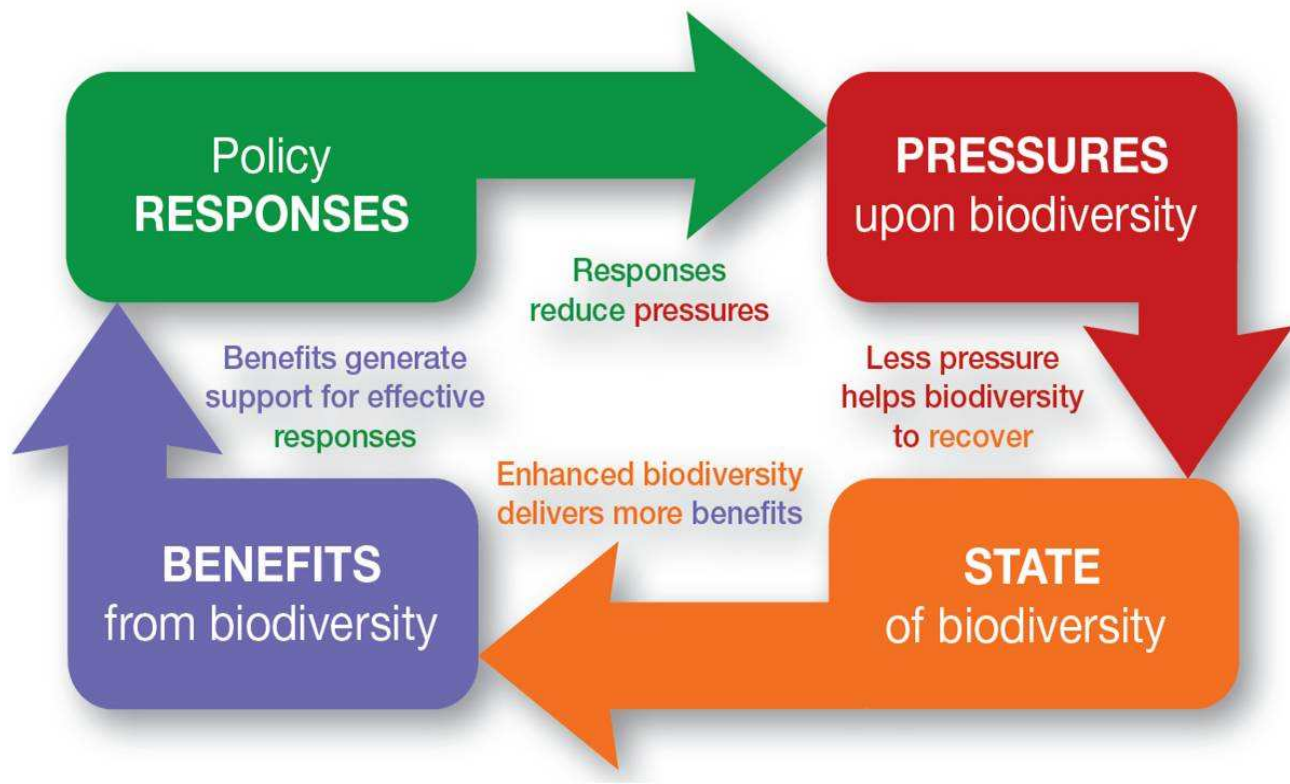 Policy
RESPONSES
PRESSURES
upon biodiversity
Responses
reduce pressures
Benefits generate
support for effective
responses
Less pressure
helps biodiversity
to recover
Enhanced biodiversity
delivers more benefits
BENEFITS
from biodiversity
STATE
of biodiversity